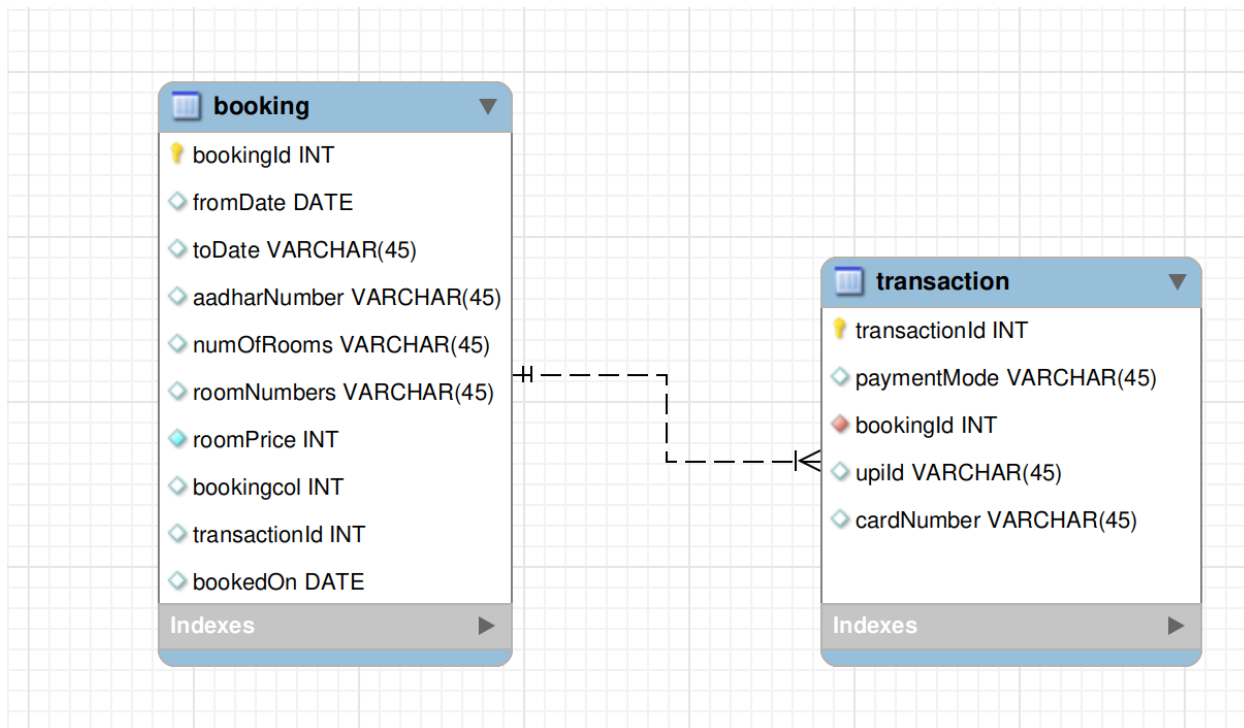 booking
bookingId INT
fromDate DATE
toDate VARCHAR(45)
aadharNumber VARCHAR(45)
numOfRooms VARCHAR(45)
roomNumbers VARCHAR(45)
roomPrice INT
bookingcol INT
transactionId INT
bookedOn DATE
Indexes
transaction
transactionId INT
paymentMode VARCHAR(45)
bookingId INT
upiId VARCHAR(45)
cardNumber VARCHAR(45)
Indexes